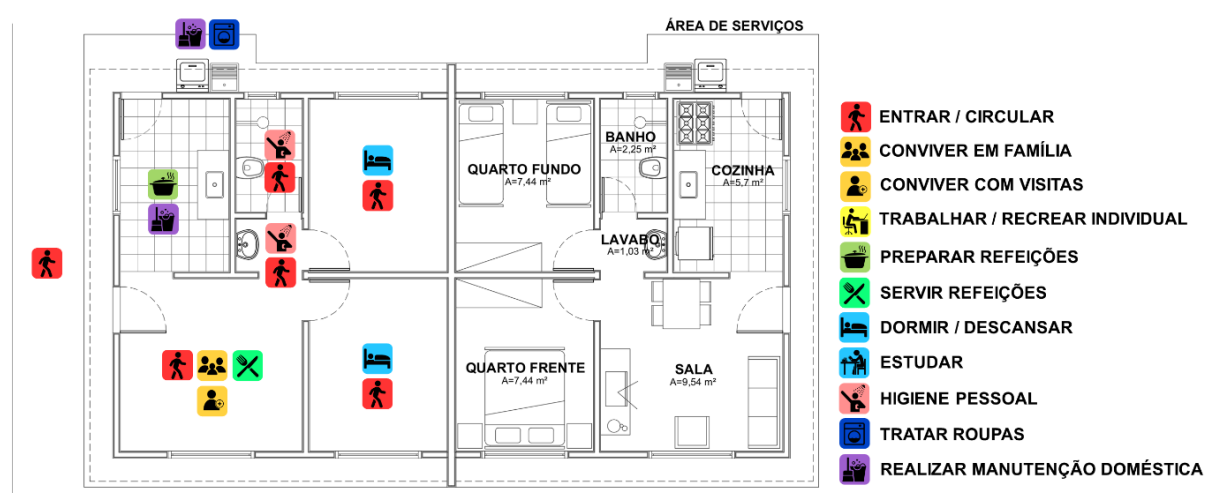 ÁREA DE SERVIÇOS
BANHO
A=2,25 m²
QUARTO FUNDO
A=7,44 m²
COZINHA
A=5,7 m²
LAVABO
A=1,03 m²
QUARTO FRENTE
A=7,44 m²
SALA
A=9,54 m²
ENTRAR / CIRCULAR
CONVIVER EM FAMÍLIA
CONVIVER COM VISITAS
TRABALHAR / RECREAR INDIVIDUAL
PREPARAR REFEIÇÕES
SERVIR REFEIÇÕES
DORMIR / DESCANSAR
ESTUDAR
HIGIENE PESSOAL
TRATAR ROUPAS
REALIZAR MANUTENÇÃO DOMÉSTICA